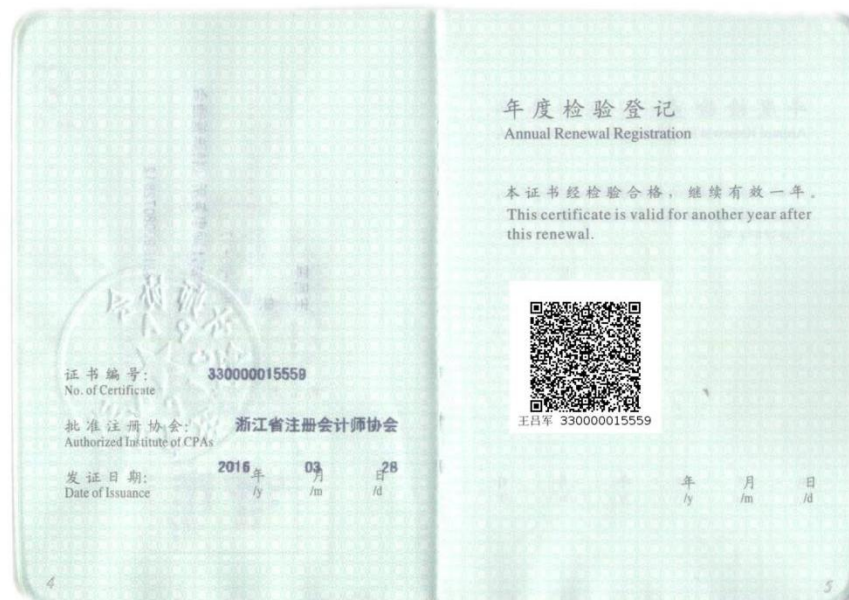 证书编号: 330000015559
No. of Certificate
批准注册协会: 浙江省注册会计师协会
Authorized Institute of CPAs
发证日期: 2016 年 03 月 28 日
Date of Issuance /y /m /d
4
年度检验登记
Annual Renewal Registration
本证书经检验合格，继续有效一年。
This certificate is valid for another year after
this renewal.
王吕军 330000015559
年 月 日
/y /m /d
5